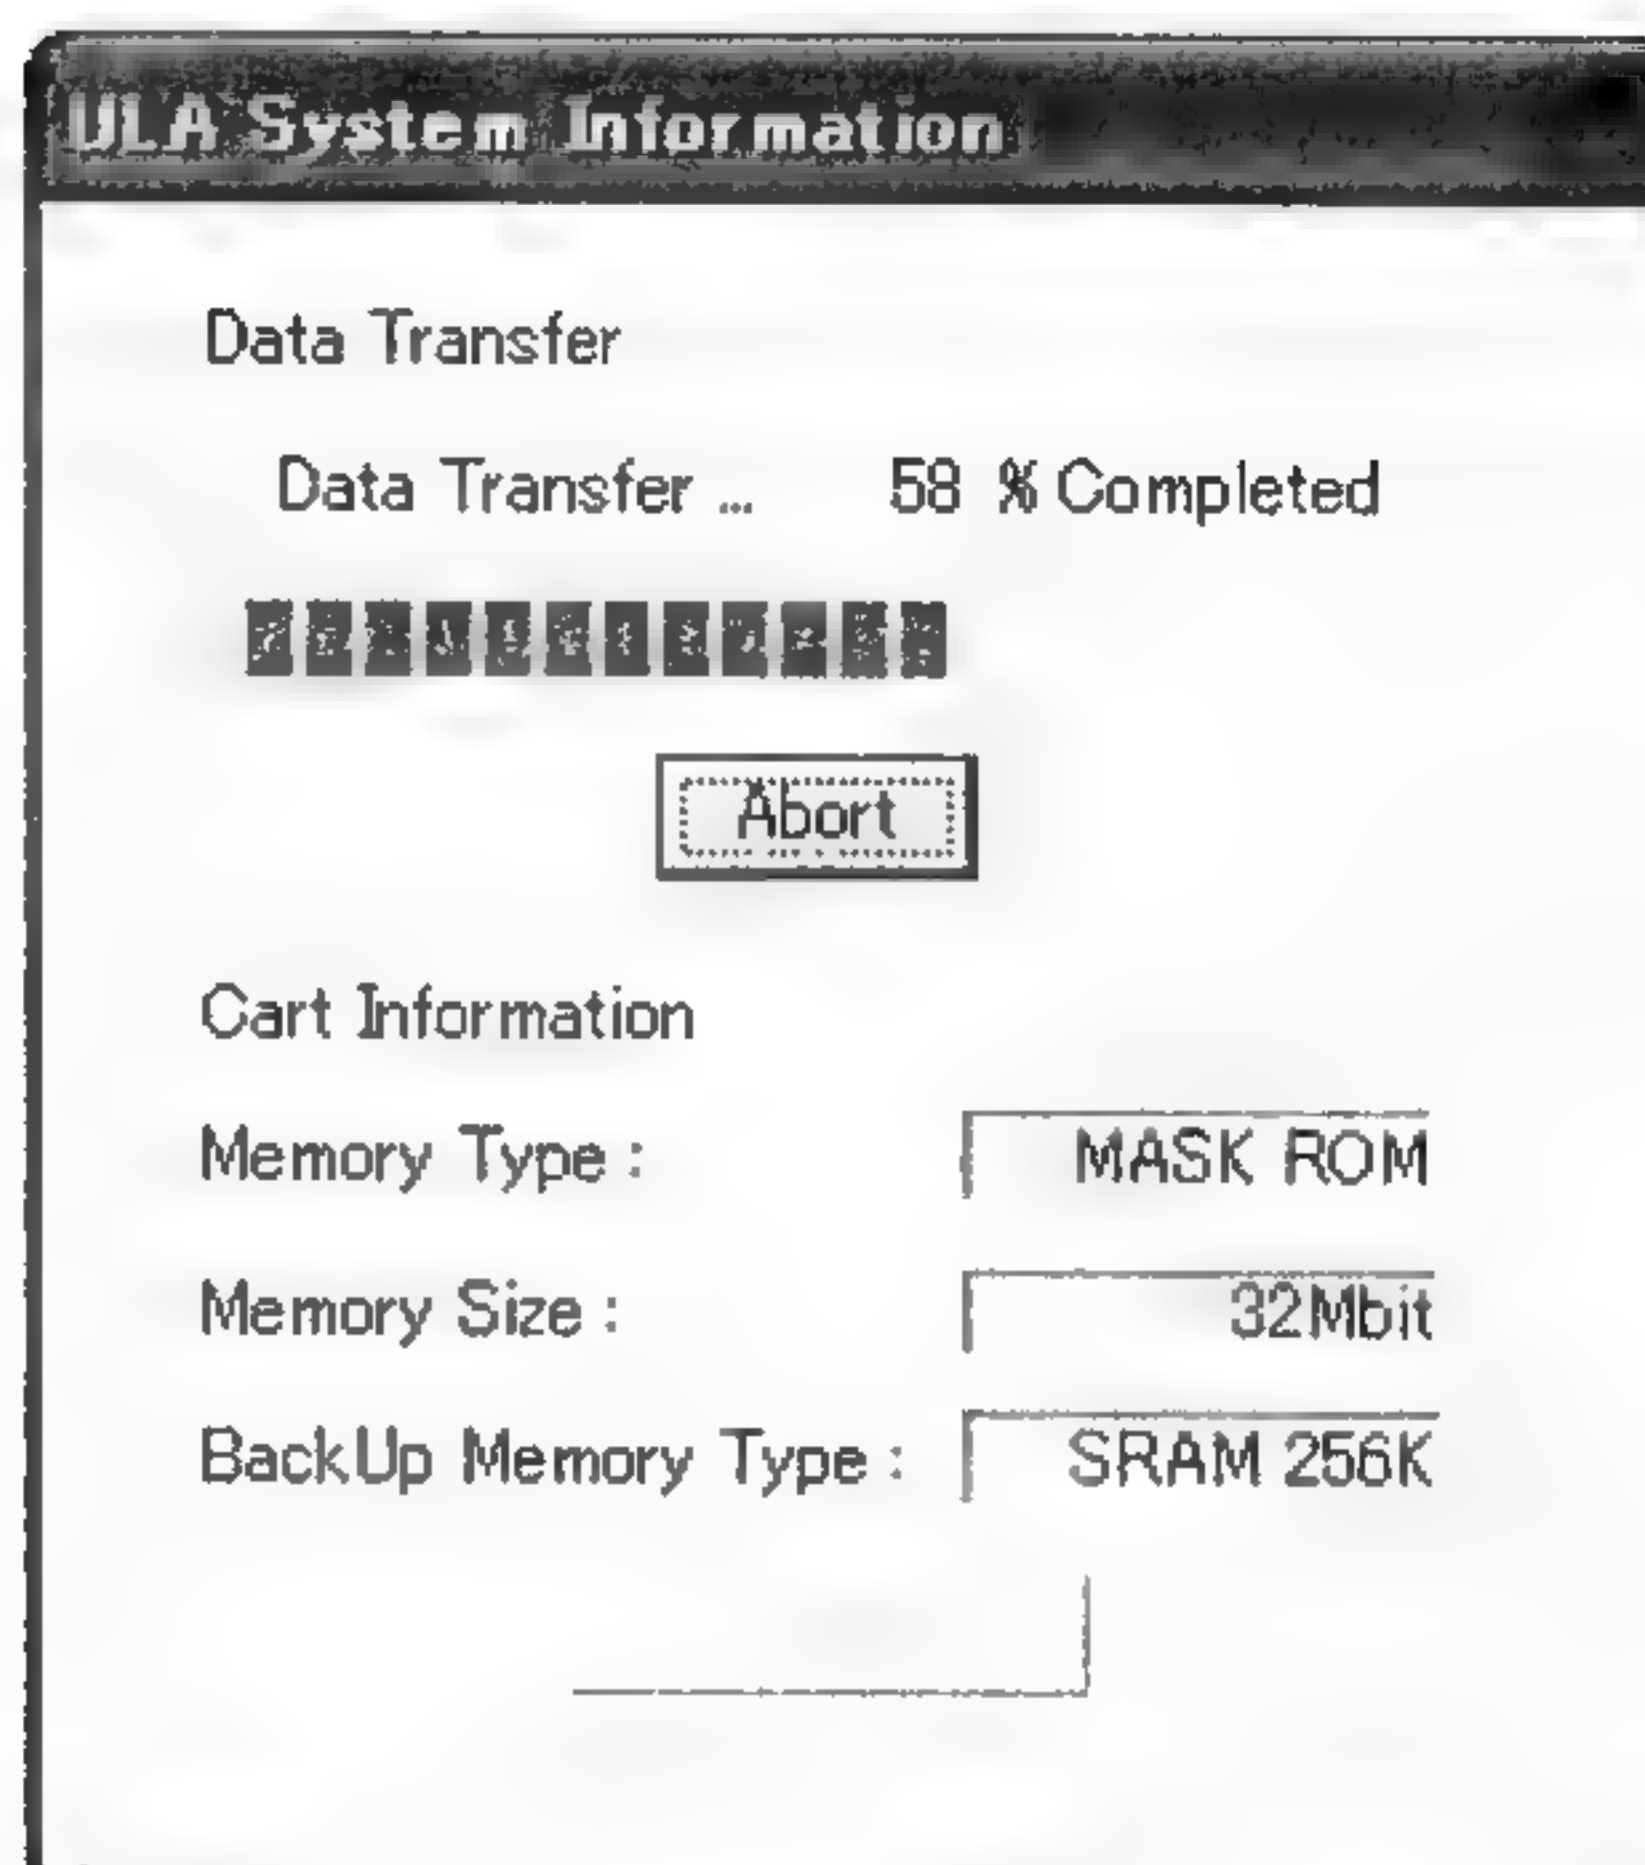 ULA System Information
Data Transfer
Data Transfer ... 58 % Completed
Abort
Cart Information
Memory Type : MASK ROM
Memory Size : 32Mbit
BackUp Memory Type : SRAM 256K